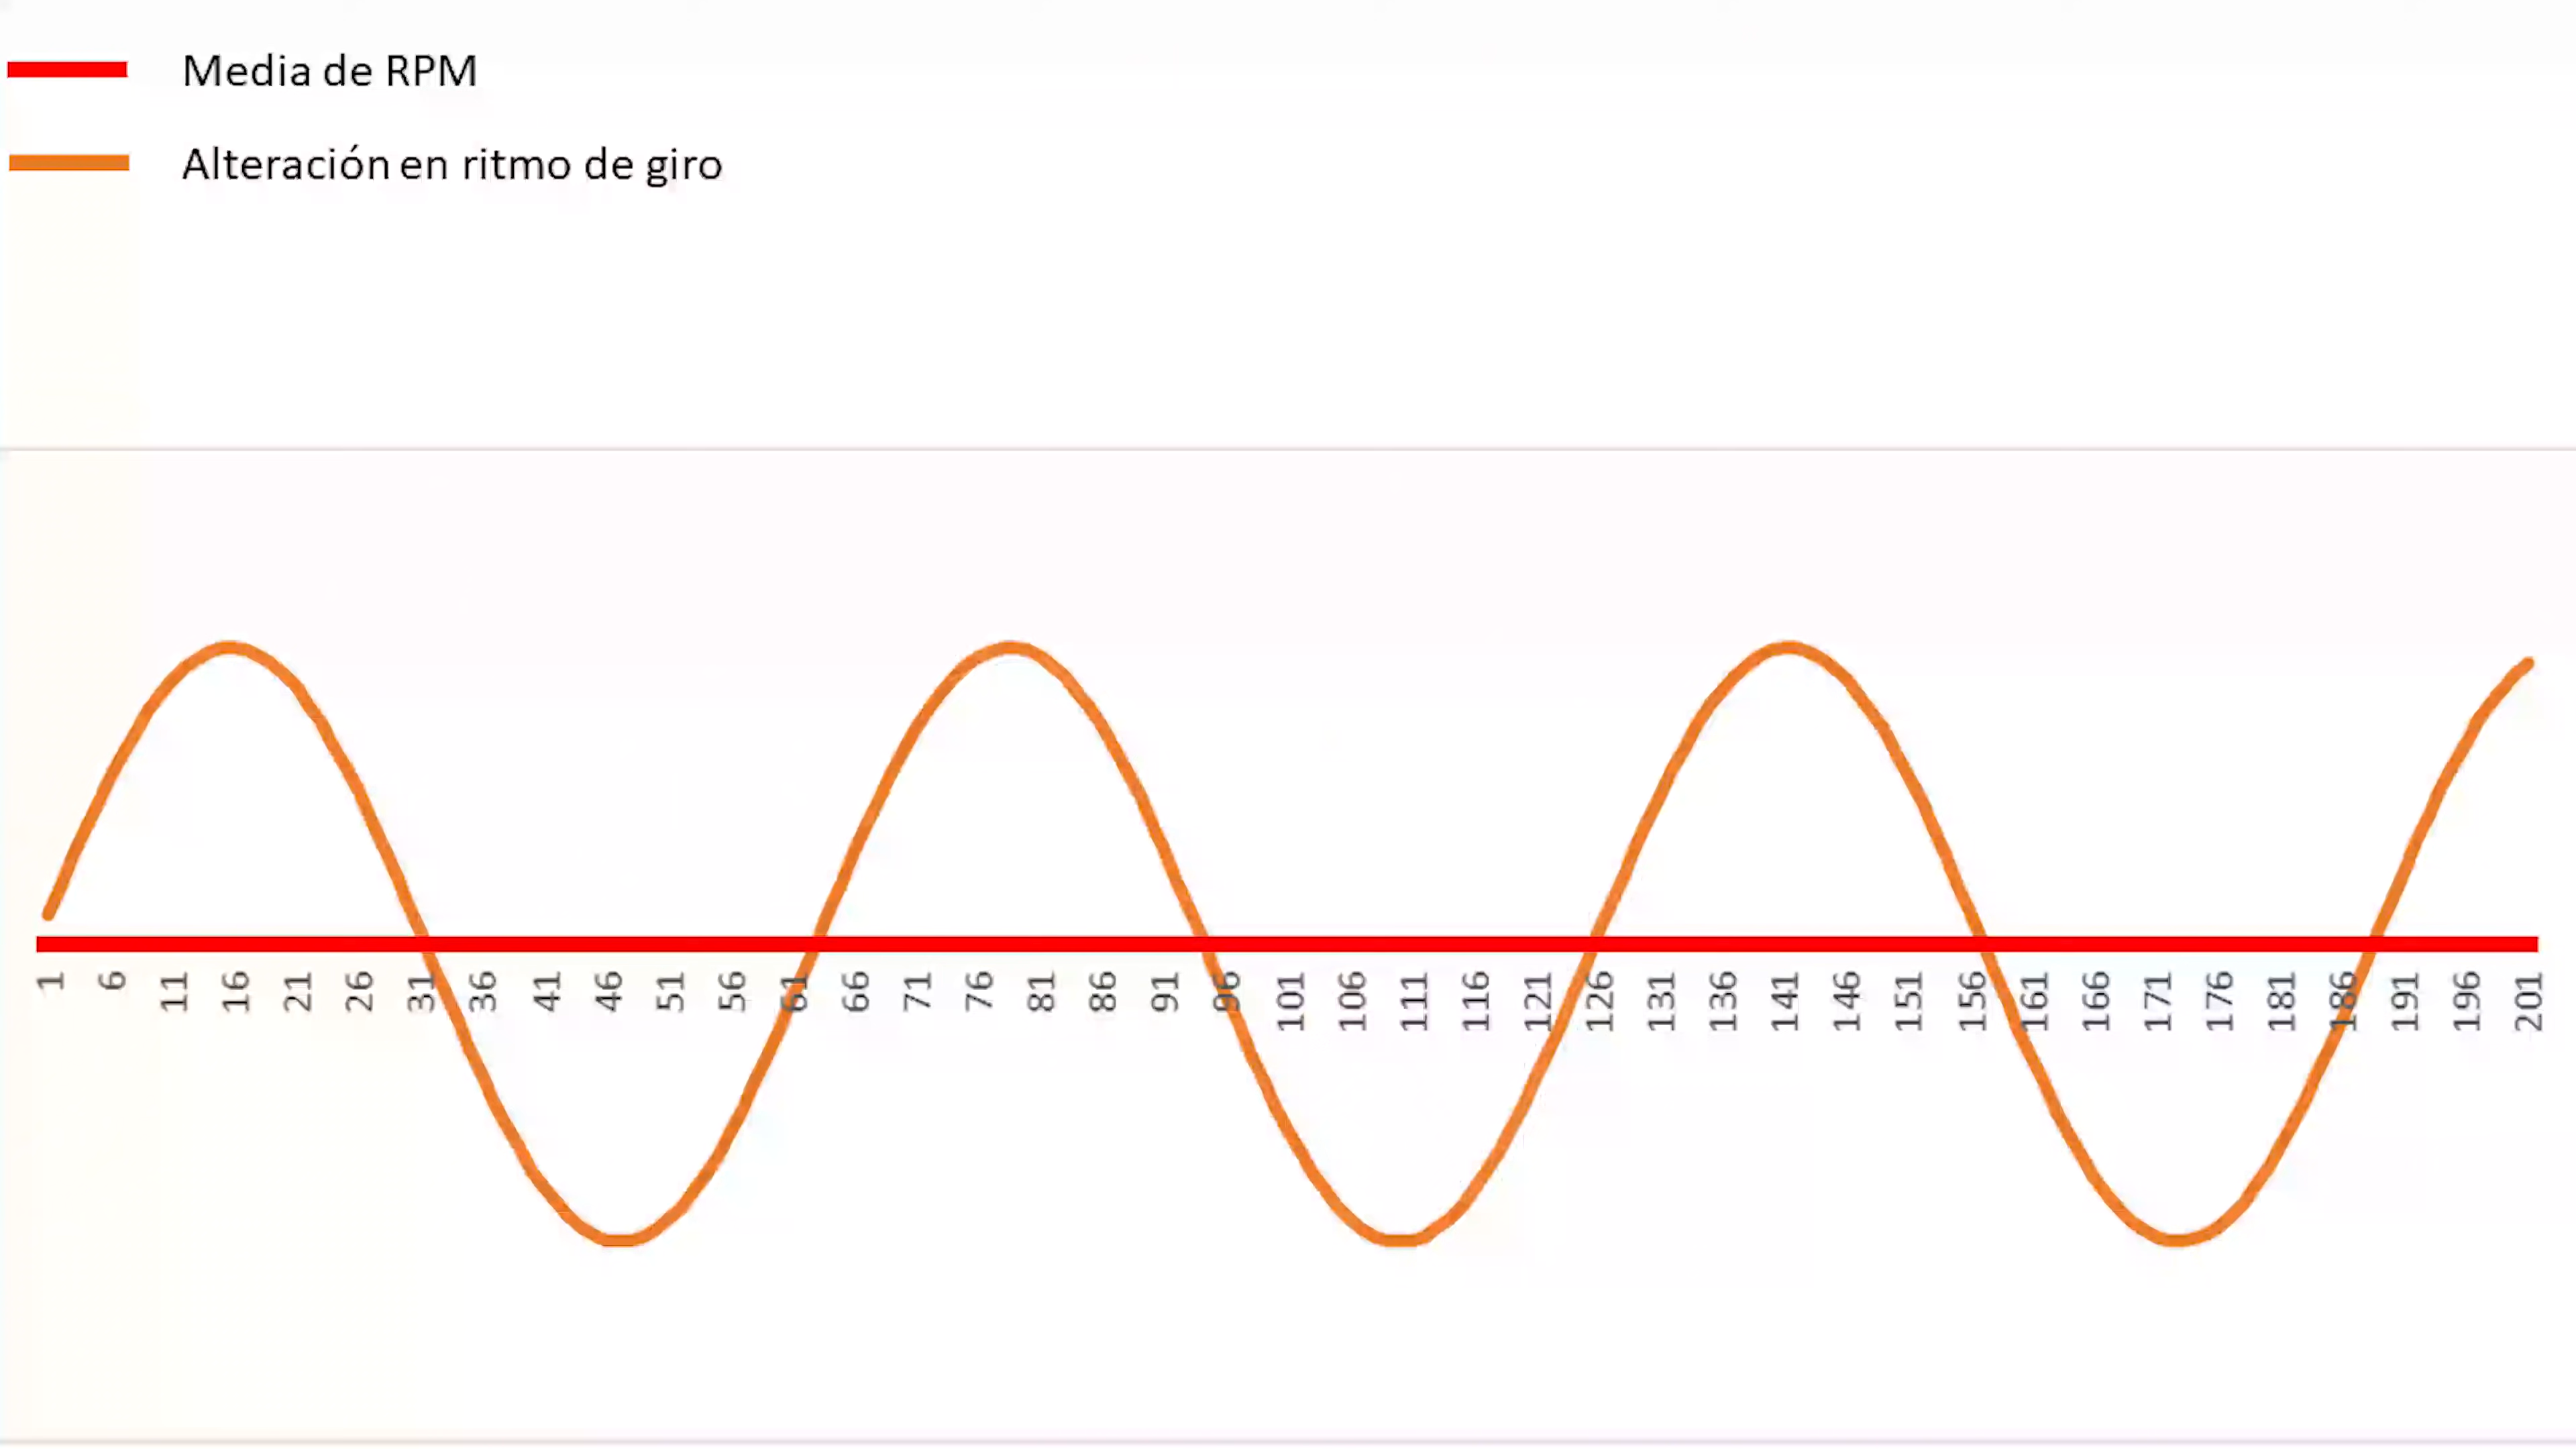 Media de RPM
Alteración en ritmo de giro
1 6 11 16 21 26 31 36 41 46 51 56 61 66 71 76 81 86 91 96 101 106 111 116 121 126 131 136 141 146 151 156 161 166 171 176 181 186 191 196 201